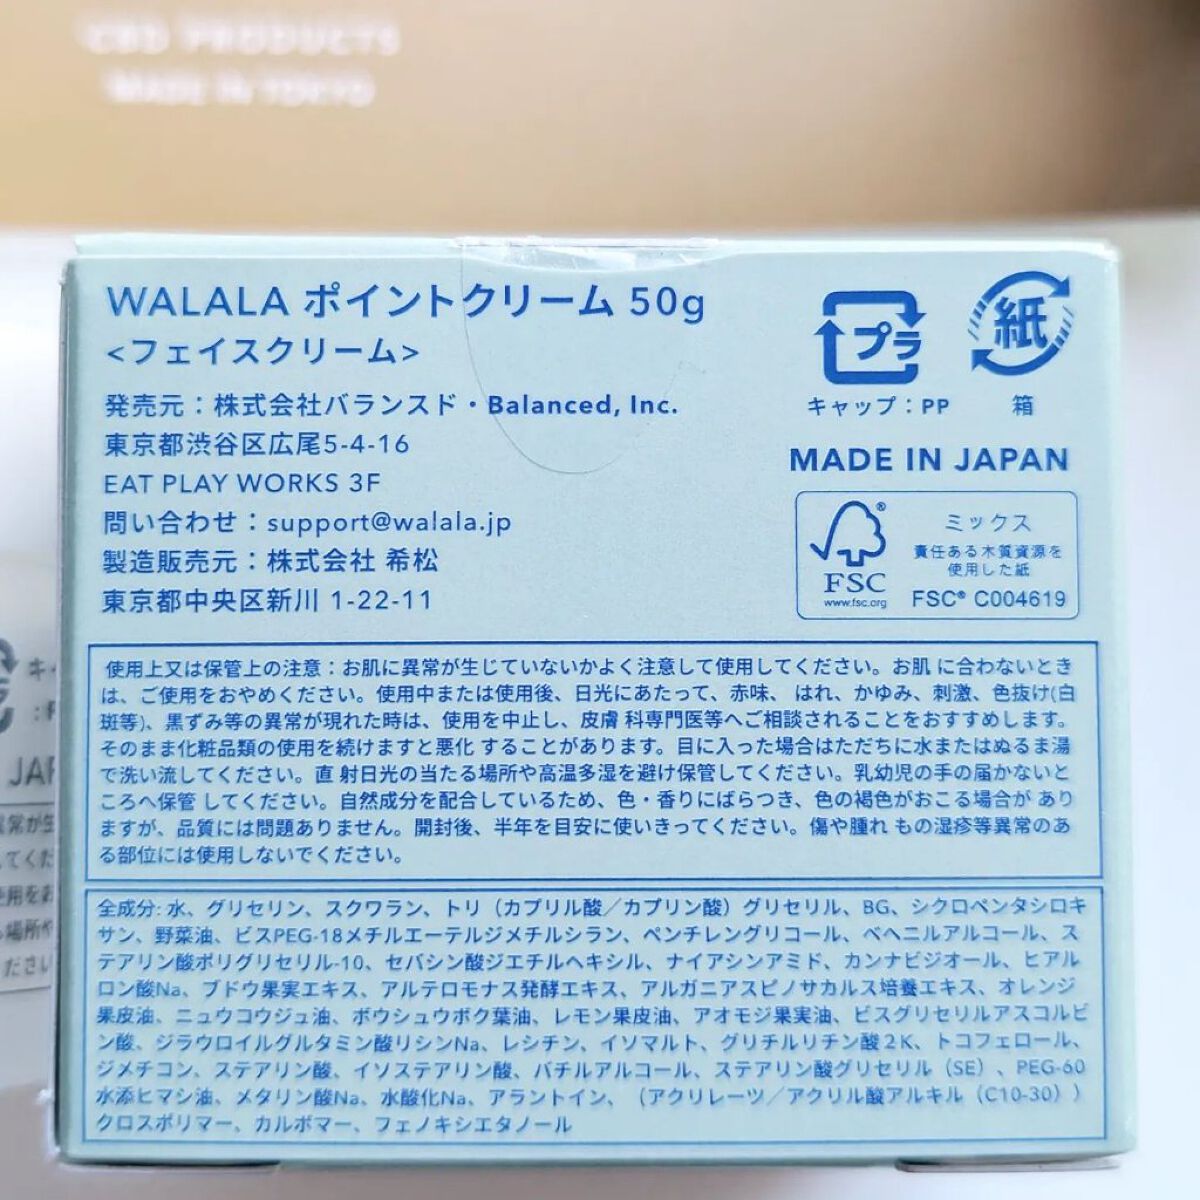 CBD PRODUCTS
MADE IN TOKYO
WALALA ポイントクリーム 50g
<フェイスクリーム>
発売元：株式会社バランスド・Balanced, Inc.
東京都渋谷区広尾5-4-16
EAT PLAY WORKS 3F
問い合わせ：support@walala.jp
製造販売元：株式会社 希松
東京都中央区新川 1-22-11
プラ
キャップ：PP
紙
箱
MADE IN JAPAN
FSC
www.fsc.org
ミックス
責任ある木質資源を
使用した紙
FSC® C004619
使用上又は保管上の注意：お肌に異常が生じていないかよく注意して使用してください。お肌 に合わないとき
は、ご使用をおやめください。使用中または使用後、日光にあたって、赤味、 はれ、かゆみ、刺激、色抜け(白
斑等)、黒ずみ等の異常が現れた時は、使用を中止し、皮膚 科専門医等へご相談されることをおすすめします。
そのまま化粧品類の使用を続けますと悪化 することがあります。目に入った場合はただちに水またはぬるま湯
で洗い流してください。直 射日光の当たる場所や高温多湿を避け保管してください。乳幼児の手の届かないと
ころへ保管 してください。自然成分を配合しているため、色・香りにばらつき、色の褐色がおこる場合が あり
ますが、品質には問題ありません。開封後、半年を目安に使いきってください。傷や腫れ もの湿疹等異常のあ
る部位には使用しないでください。
全成分: 水、グリセリン、スクワラン、トリ（カプリル酸／カプリン酸）グリセリル、BG、シクロペンタシロキ
サン、野菜油、ビスPEG-18メチルエーテルジメチルシラン、ペンチレングリコール、ベヘニルアルコール、ス
テアリン酸ポリグリセリル-10、セバシン酸ジエチルヘキシル、ナイアシンアミド、カンナビジオール、ヒアル
ロン酸Na、ブドウ果実エキス、アルテロモナス発酵エキス、アルガニアスピノサカルス培養エキス、オレンジ
果皮油、ニュウコウジュ油、ボウシュウボク葉油、レモン果皮油、アオモジ果実油、ビスグリセリルアスコルビ
ン酸、ジラウロイルグルタミン酸リシンNa、レシチン、イソマルト、グリチルリチン酸２K、トコフェロール、
ジメチコン、ステアリン酸、イソステアリン酸、バチルアルコール、ステアリン酸グリセリル（SE）、PEG-60
水添ヒマシ油、メタリン酸Na、水酸化Na、アラントイン、（アクリレーツ／アクリル酸アルキル（C10-30））
クロスポリマー、カルボマー、フェノキシエタノール